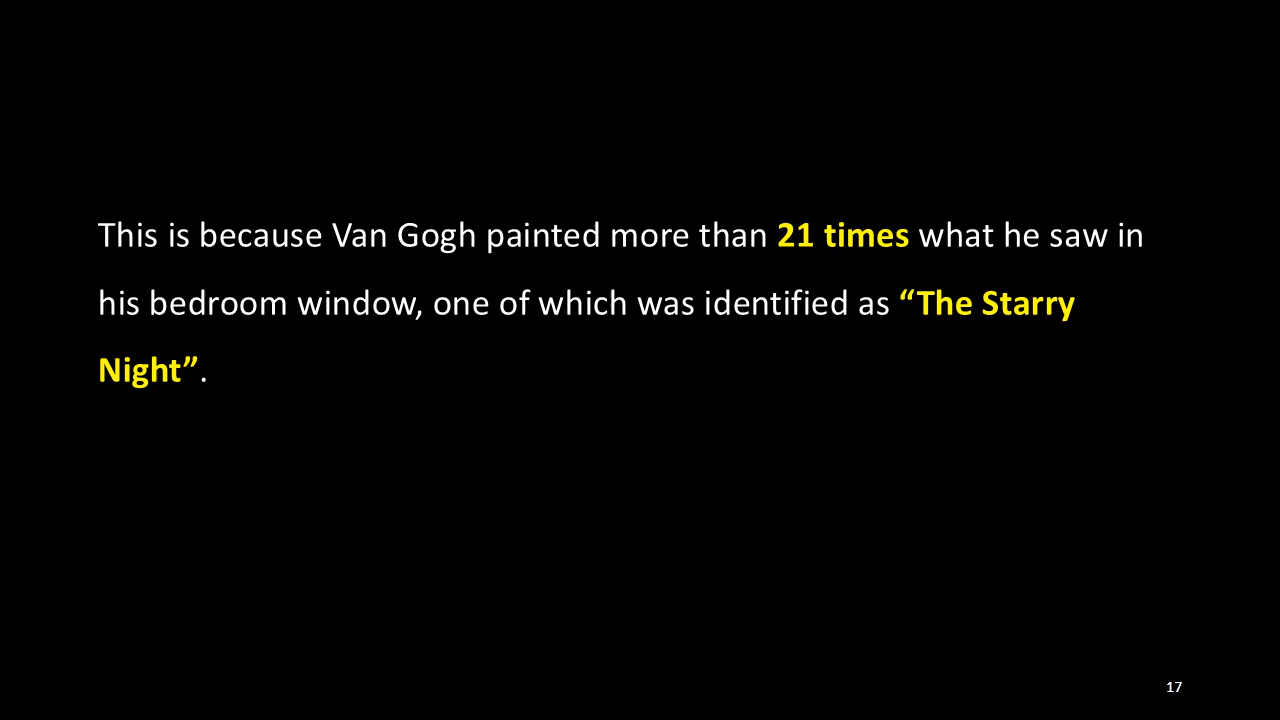 This is because Van Gogh painted more than 21 times what he saw in
his bedroom window, one of which was identified as “The Starry
Night”.
17